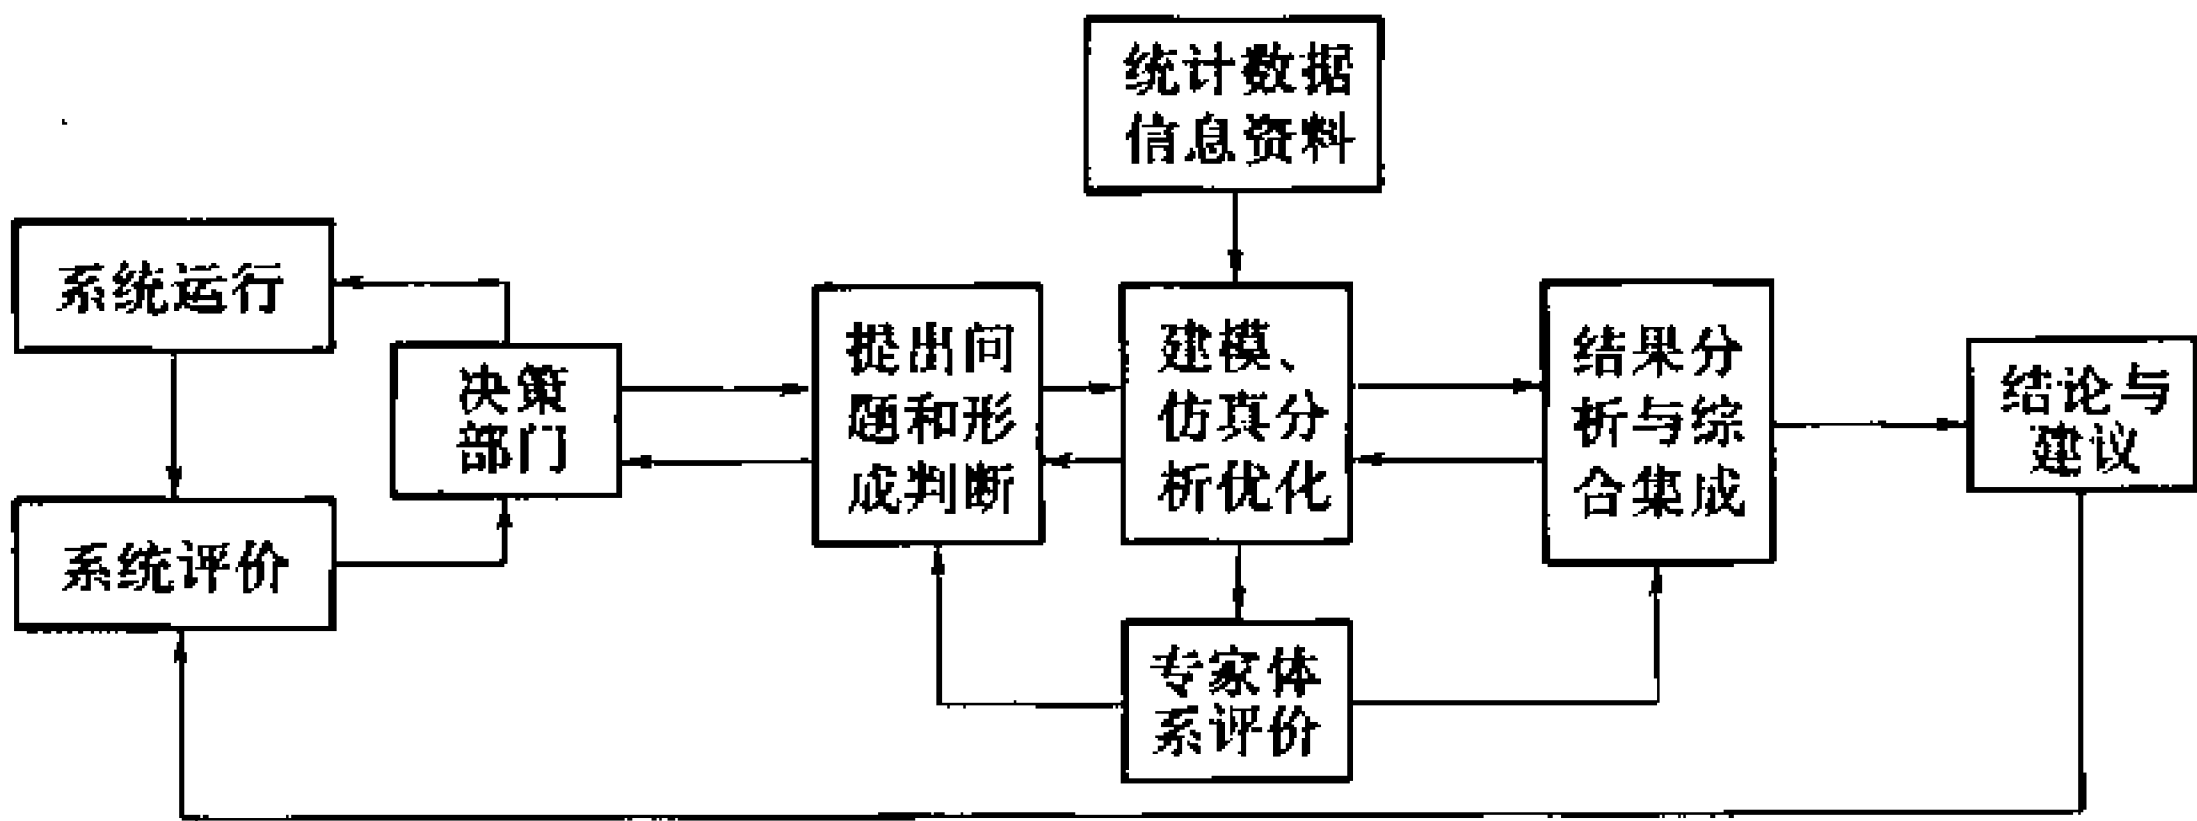 统计数据
信息资料
系统运行
决策
部门
系统评价
提出问
题和形
成判断
建模、
仿真分
析优化
专家体
系评价
结果分
析与综
合集成
结论与
建议